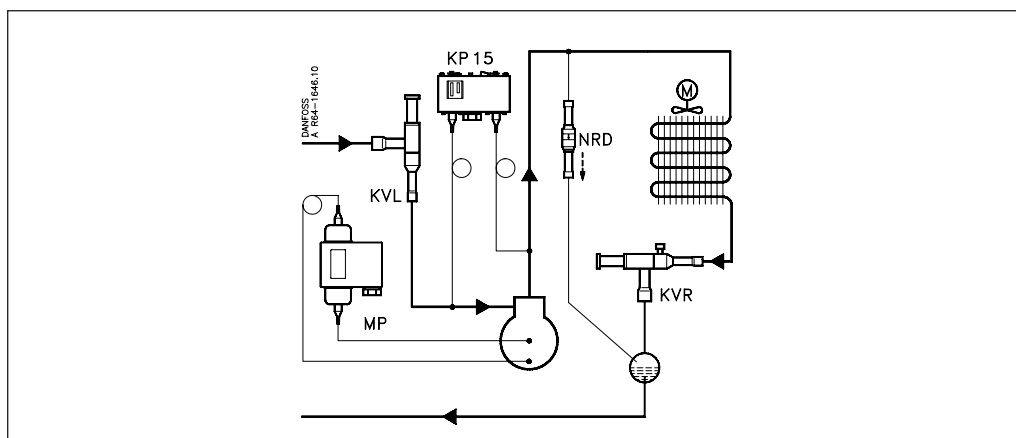 KP 15
DANFOSS
A R64-1646.10
M
NRD
KVL
KVR
MP